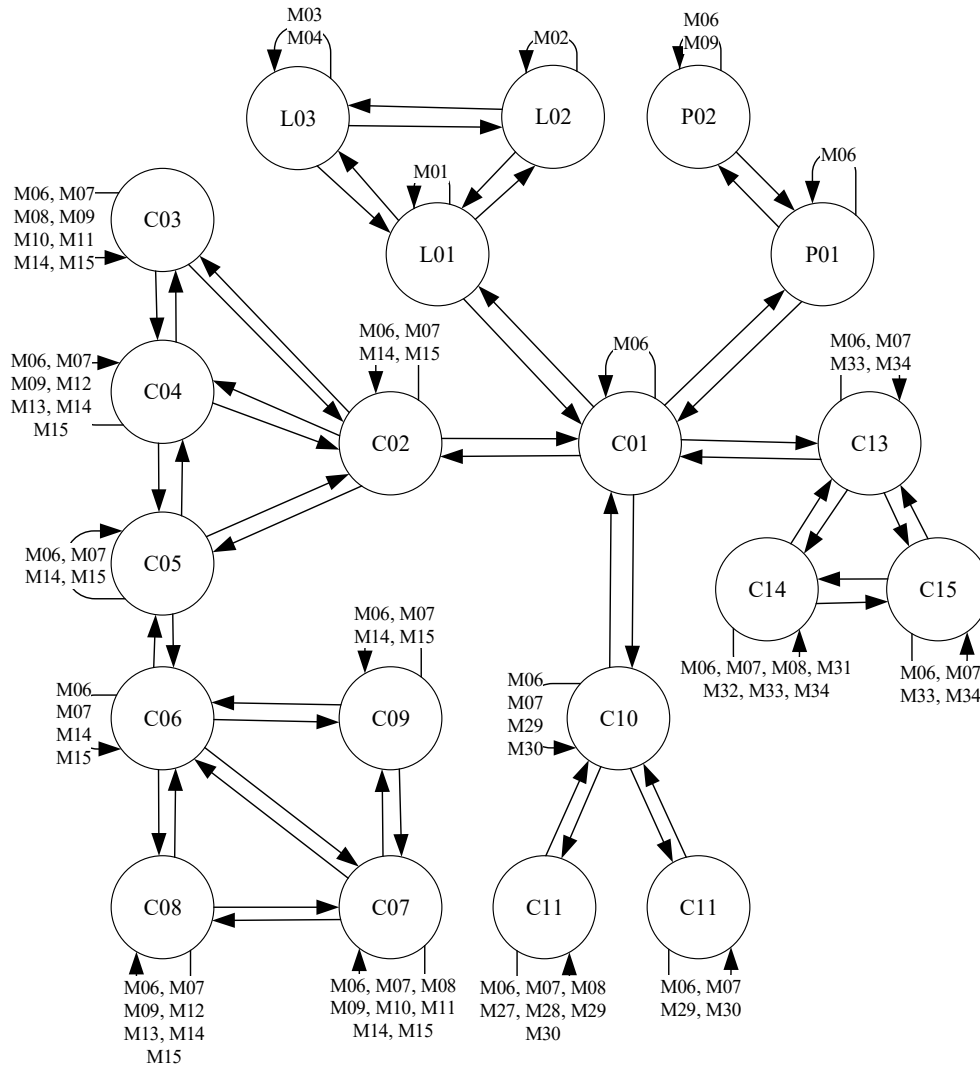 M03
M04
L03
M02
L02
M06
M09
P02
M01
L01
M06
P01
M06, M07
M08, M09
M10, M11
M14, M15
C03
M06, M07
M09, M12
M13, M14
M15
C04
M06, M07
M14, M15
C02
M06
C01
M06, M07
M33, M34
C13
M06, M07
M14, M15
C05
C14
M06, M07, M08, M31
M32, M33, M34
C15
M06, M07
M33, M34
M06
M07
M14
M15
C06
M06, M07
M14, M15
C09
M06
M07
M29
M30
C10
C08
M06, M07
M09, M12
M13, M14
M15
C07
M06, M07, M08
M09, M10, M11
M14, M15
C11
M06, M07, M08
M27, M28, M29
M30
C11
M06, M07
M29, M30